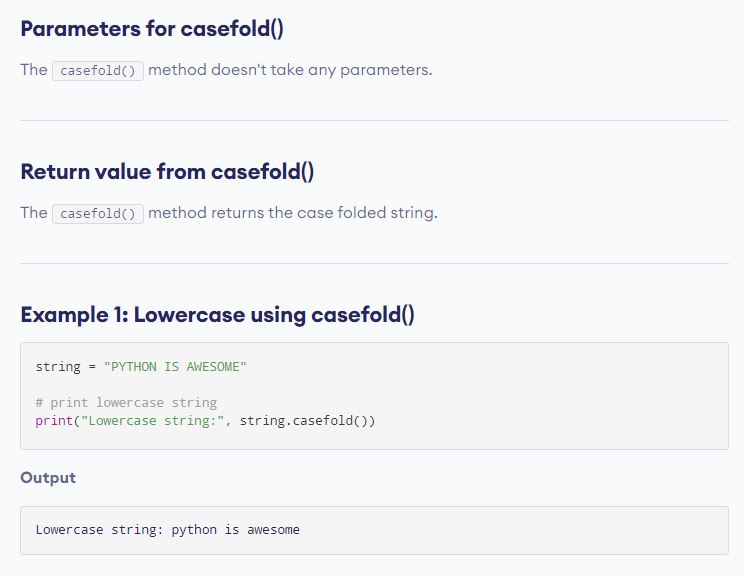 Parameters for casefold()
The casefold() method doesn't take any parameters.
Return value from casefold()
The casefold() method returns the case folded string.
Example 1: Lowercase using casefold()
string = "PYTHON IS AWESOME"
# print lowercase string
print("Lowercase string:", string.casefold())
Output
Lowercase string: python is awesome